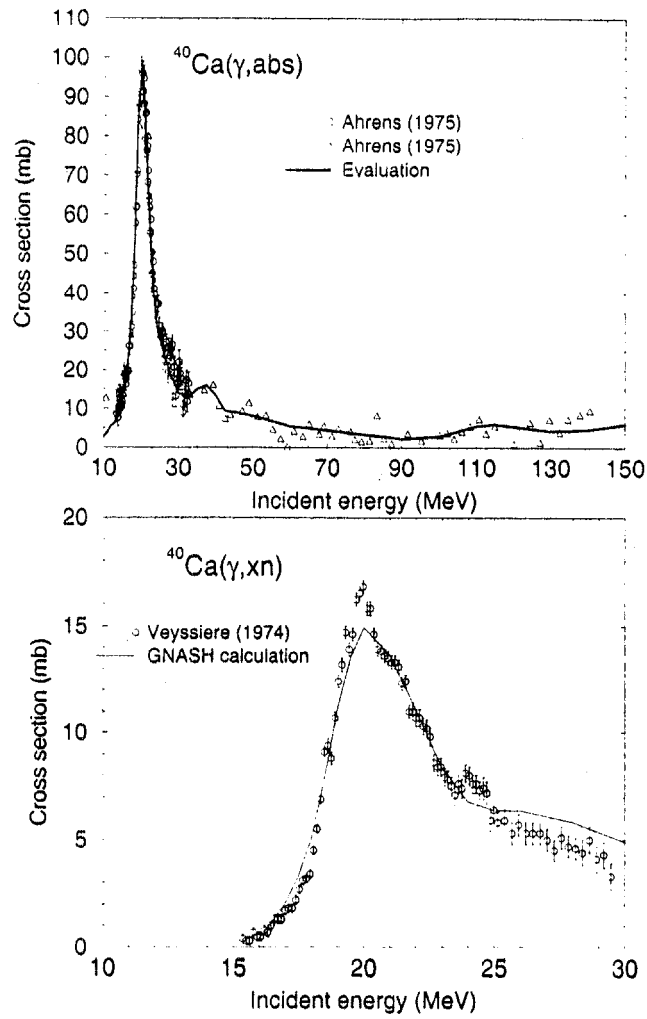 110
100
90
80
70
60
50
40
30
20
10
0
Cross section (mb)
⁴⁰Ca(γ,abs)
Ahrens (1975)
Ahrens (1975)
Evaluation
10 30 50 70 90 110 130 150
Incident energy (MeV)
20
15
10
5
0
Cross section (mb)
⁴⁰Ca(γ,xn)
Veyssiere (1974)
GNASH calculation
10 15 20 25 30
Incident energy (MeV)